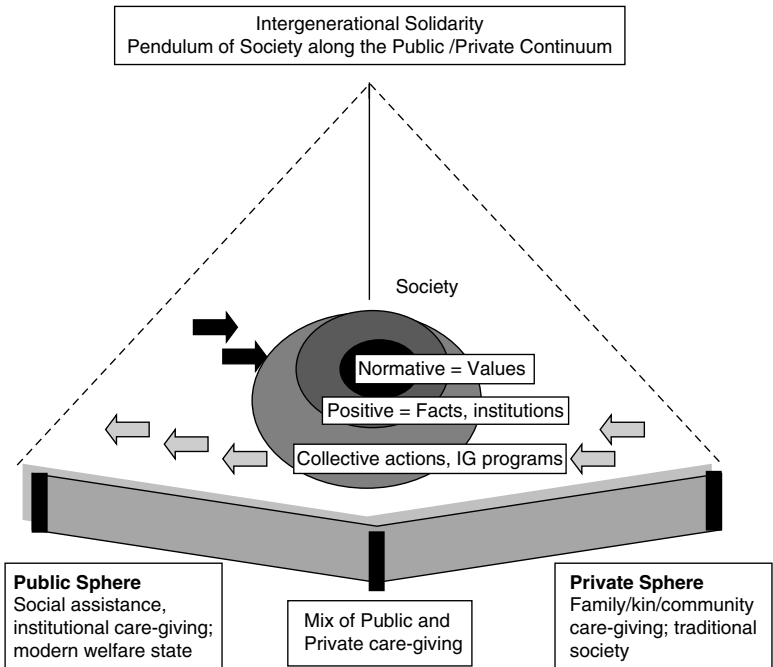 Intergenerational Solidarity
Pendulum of Society along the Public /Private Continuum
Society
Normative = Values
Positive = Facts, institutions
Collective actions, IG programs
Public Sphere
Social assistance,
institutional care-giving;
modern welfare state
Mix of Public and
Private care-giving
Private Sphere
Family/kin/community
care-giving; traditional
society